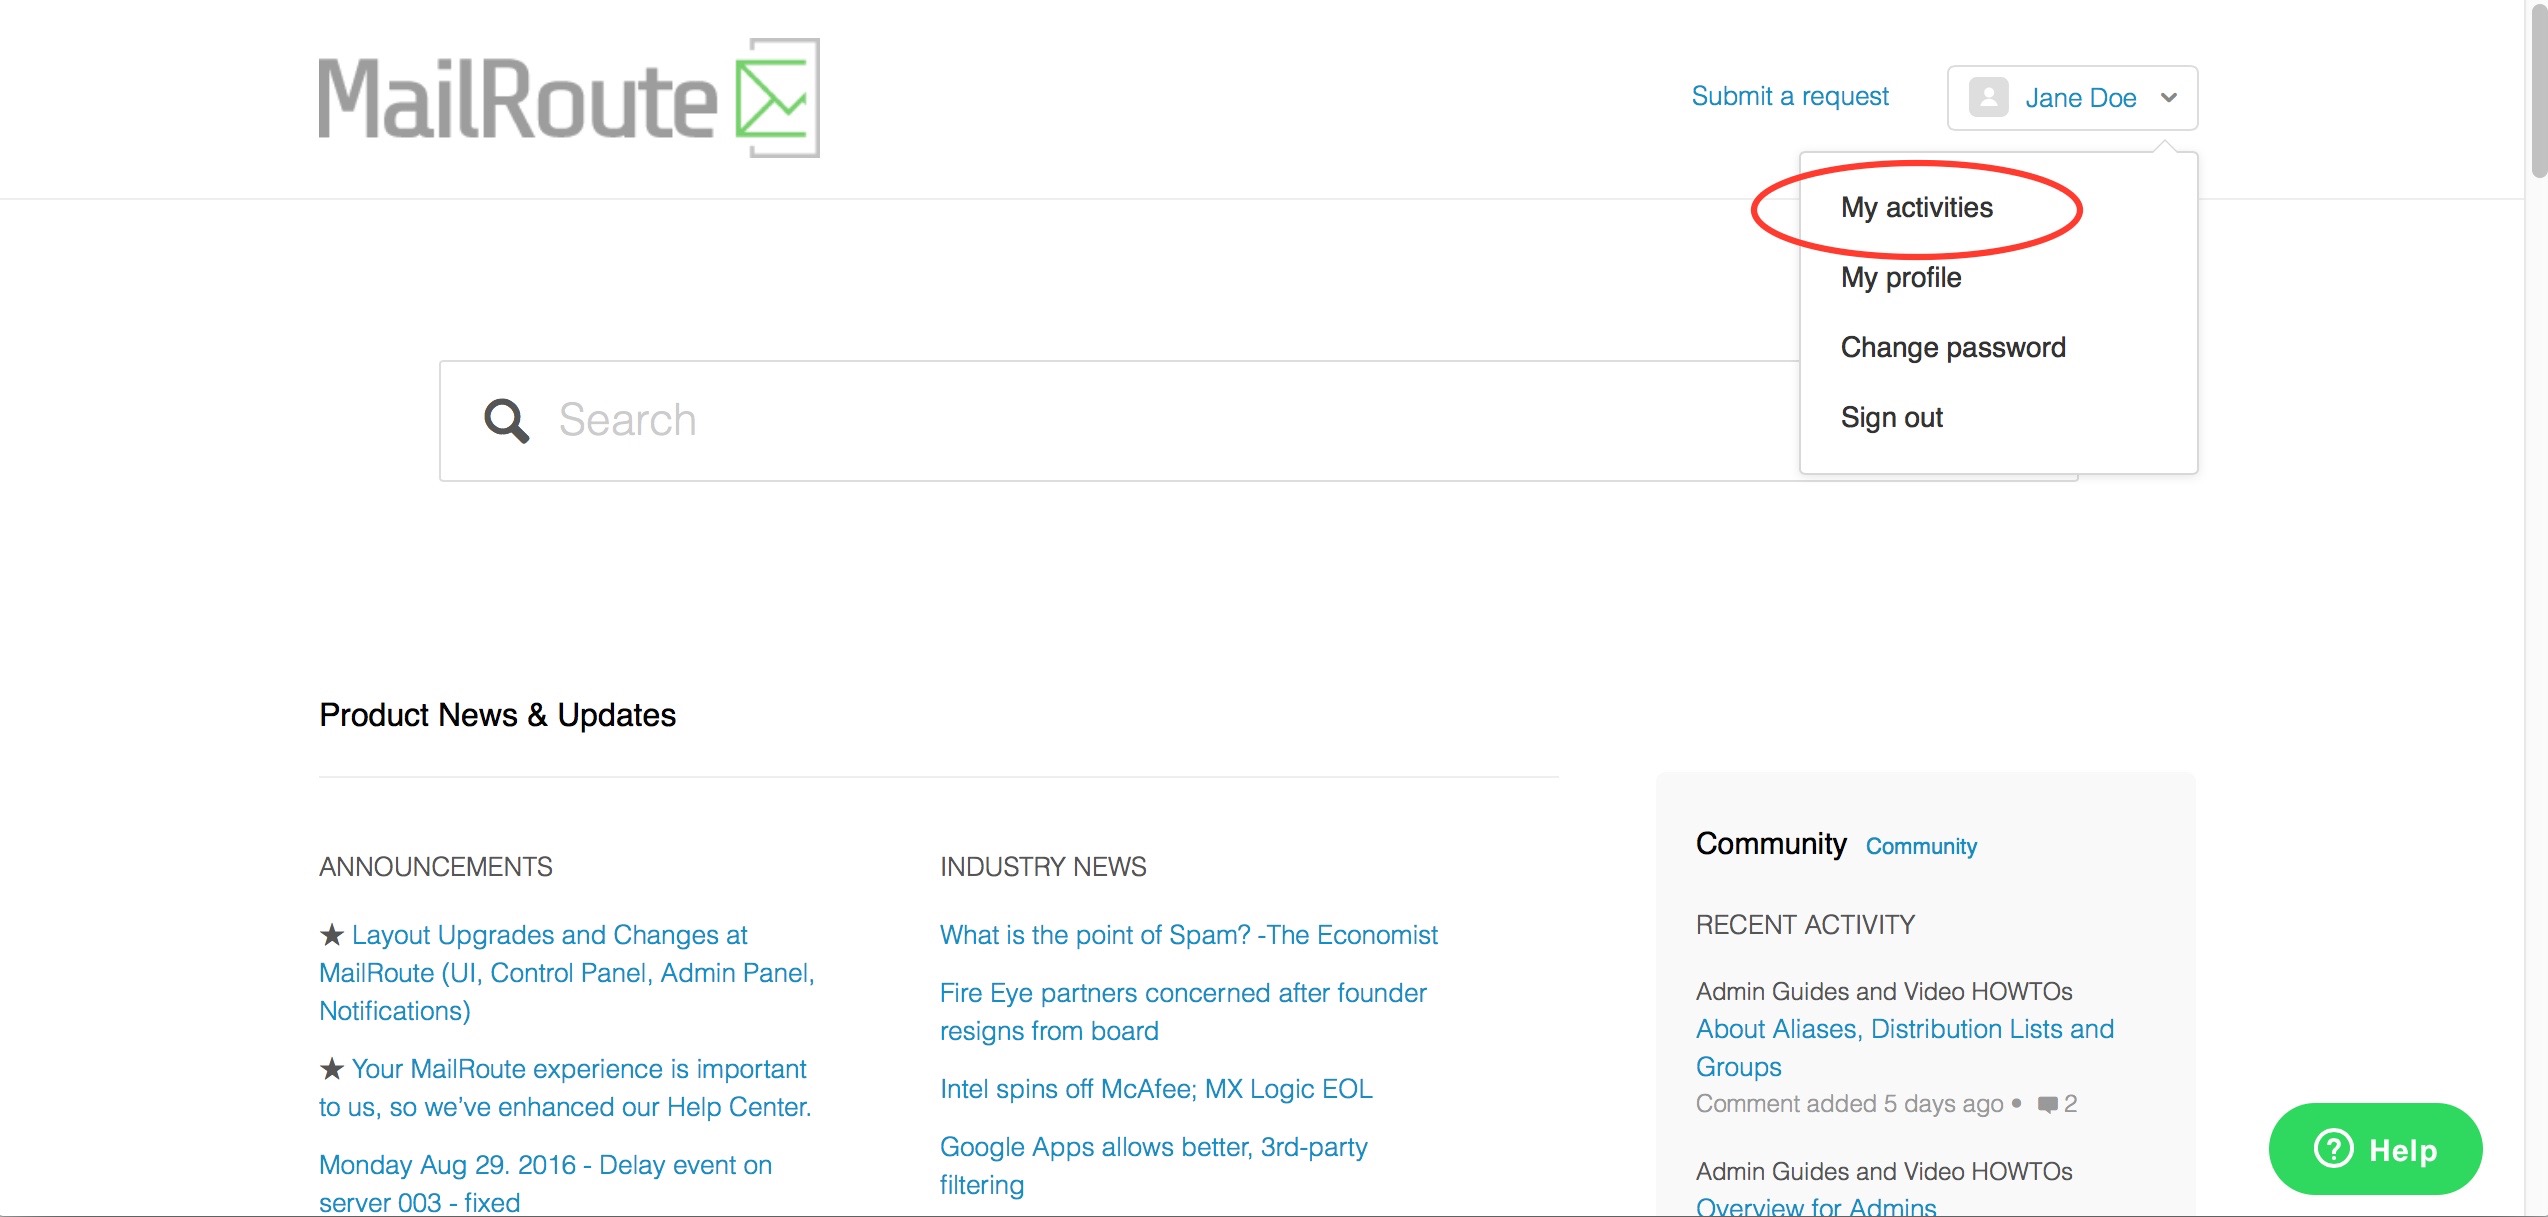 MailRoute
Submit a request
Jane Doe
My activities
My profile
Change password
Sign out
Search
Product News & Updates
ANNOUNCEMENTS
★ Layout Upgrades and Changes at
MailRoute (UI, Control Panel, Admin Panel,
Notifications)
★ Your MailRoute experience is important
to us, so we’ve enhanced our Help Center.
Monday Aug 29. 2016 - Delay event on
server 003 - fixed
INDUSTRY NEWS
What is the point of Spam? -The Economist
Fire Eye partners concerned after founder
resigns from board
Intel spins off McAfee; MX Logic EOL
Google Apps allows better, 3rd-party
filtering
Community Community
RECENT ACTIVITY
Admin Guides and Video HOWTOs
About Aliases, Distribution Lists and
Groups
Comment added 5 days ago • 2
Admin Guides and Video HOWTOs
Overview for Admins
? Help